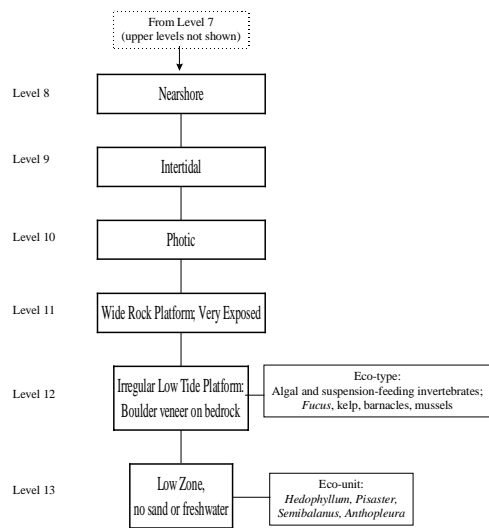 From Level 7
(upper levels not shown)
Level 8
Nearshore
Level 9
Intertidal
Level 10
Photic
Level 11
Wide Rock Platform; Very Exposed
Level 12
Irregular Low Tide Platform:
Boulder veneer on bedrock
Eco-type:
Algal and suspension-feeding invertebrates;
Fucus, kelp, barnacles, mussels
Level 13
Low Zone,
no sand or freshwater
Eco-unit:
Hedophyllum, Pisaster,
Semibalanus, Anthopleura